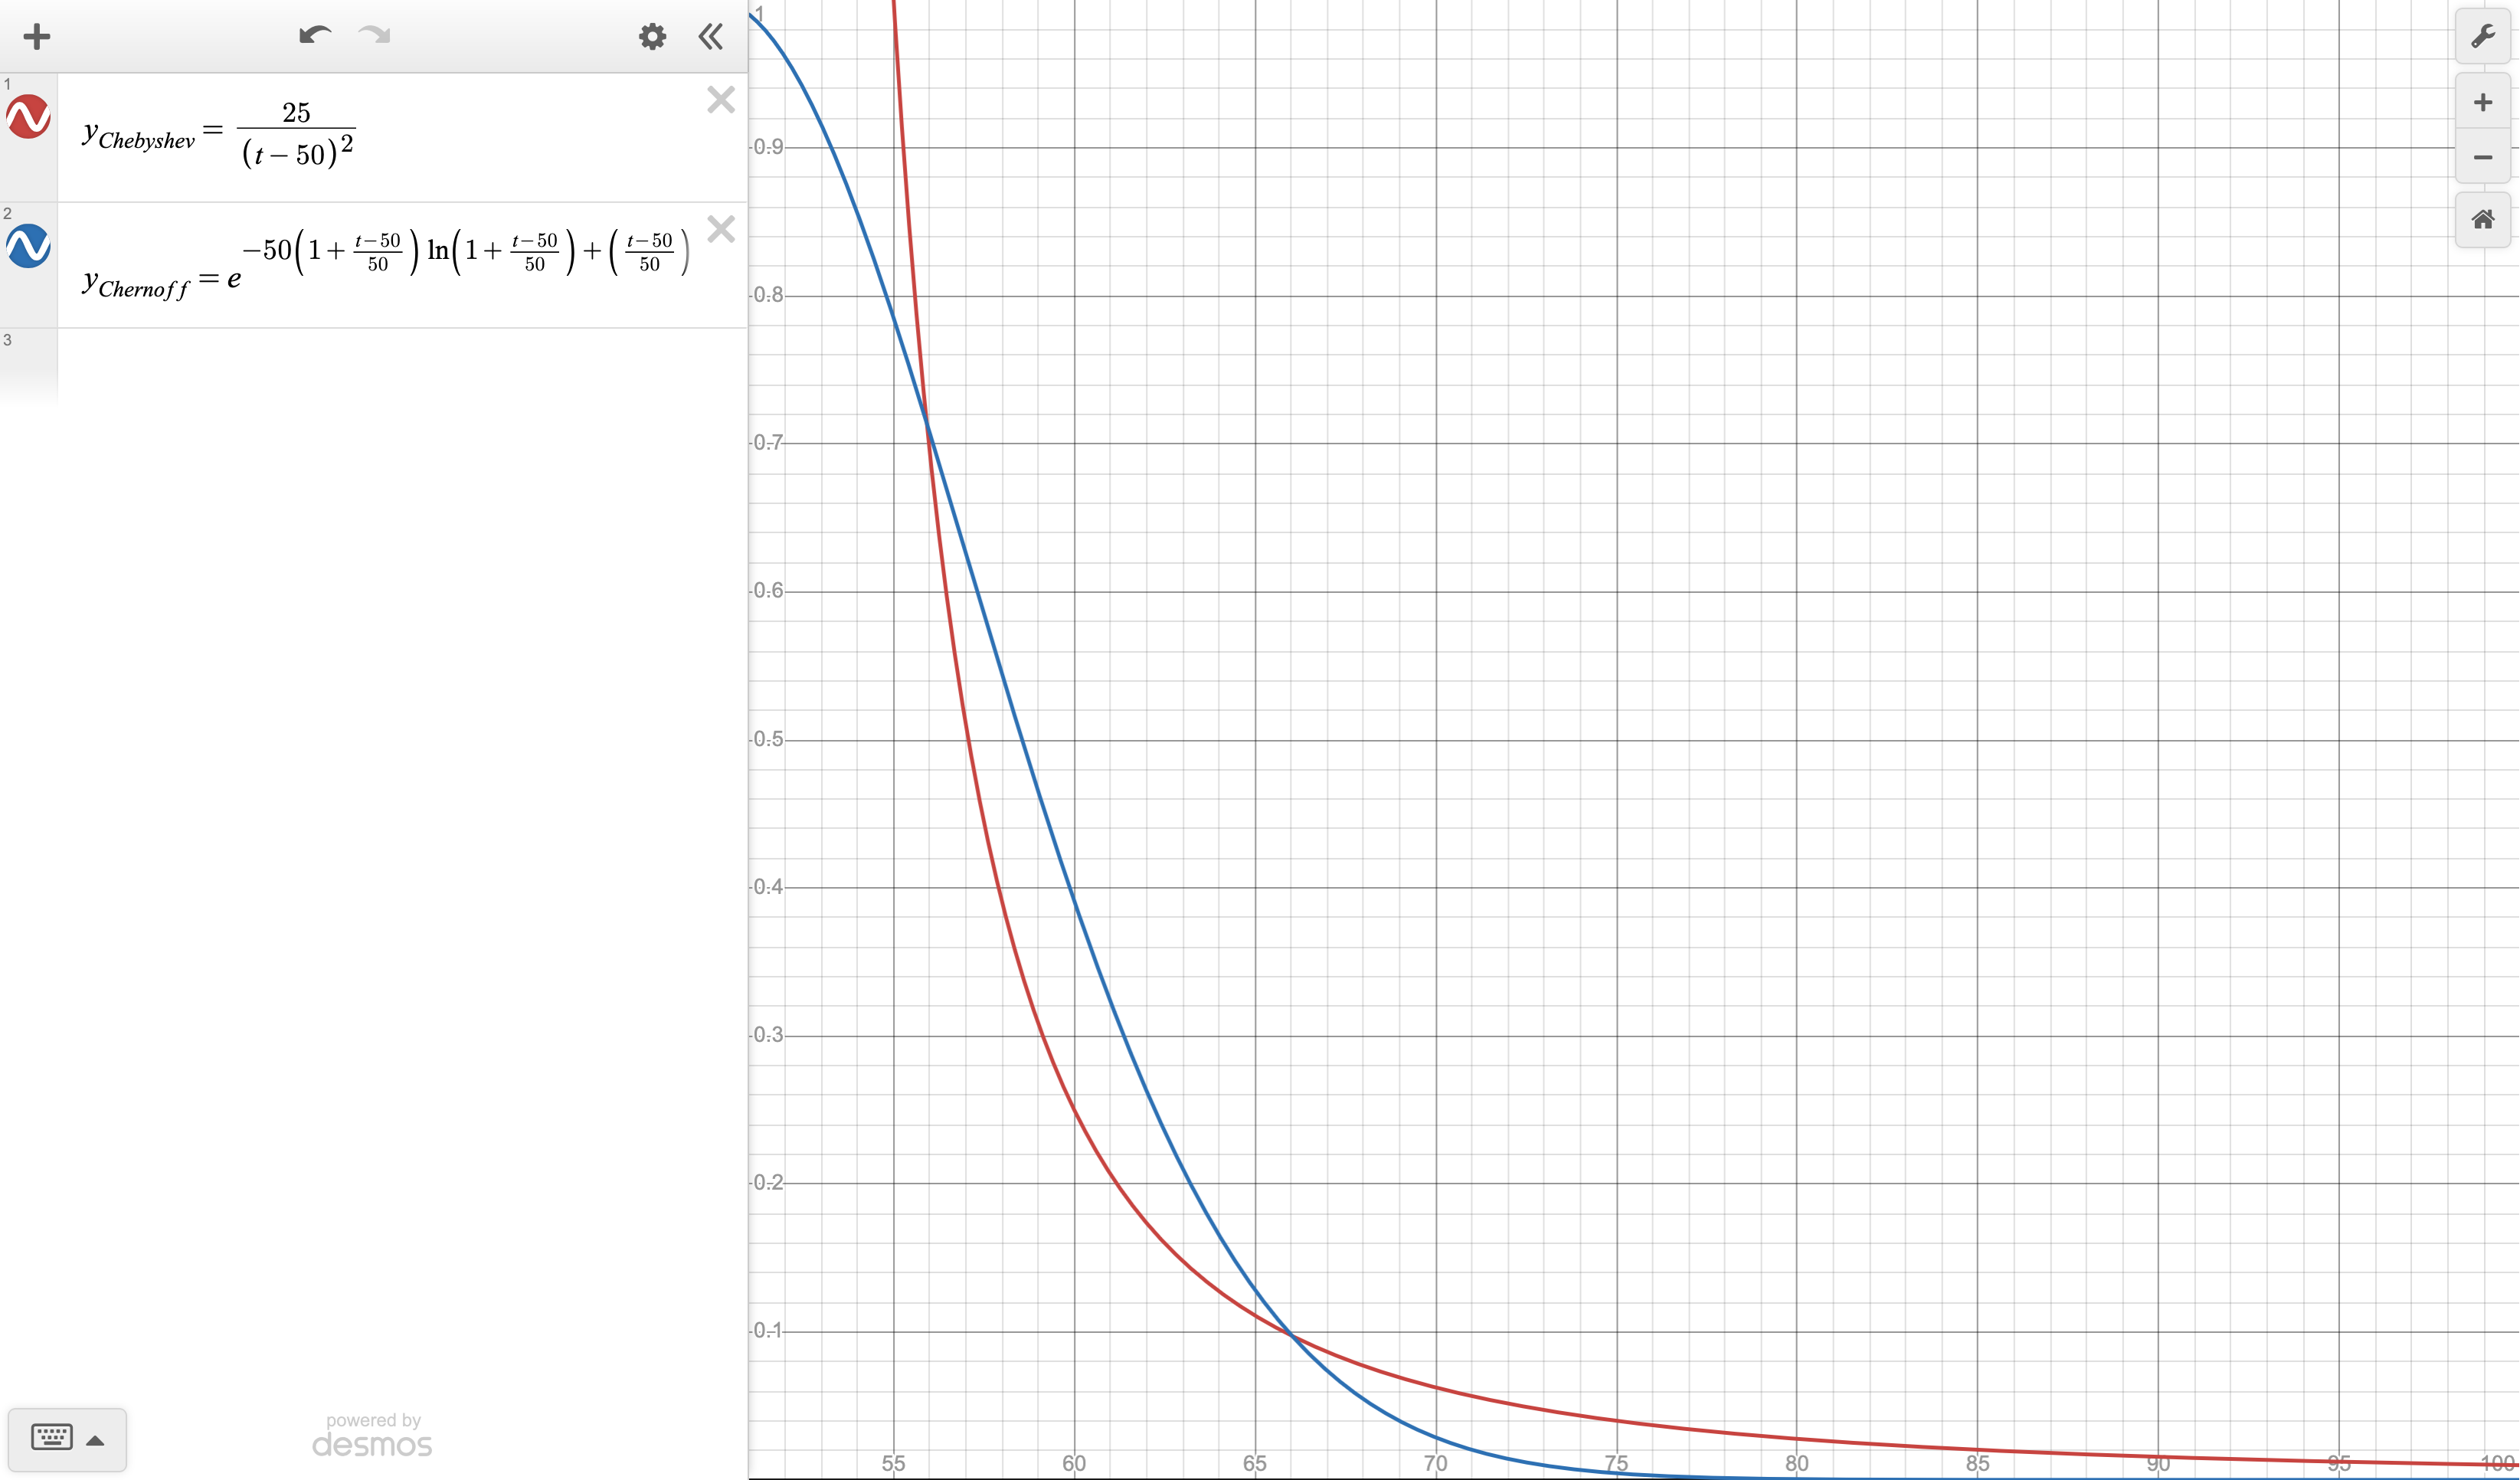 1
y_Chebyshev = 25/(t − 50)^2
2
y_Chernoff = e^(−50(1 + (t−50)/50) ln(1 + (t−50)/50) + ((t−50)/50))
3
powered by
desmos
1
0.9
0.8
0.7
0.6
0.5
0.4
0.3
0.2
0.1
55 60 65 70 75 80 85 90 95 100